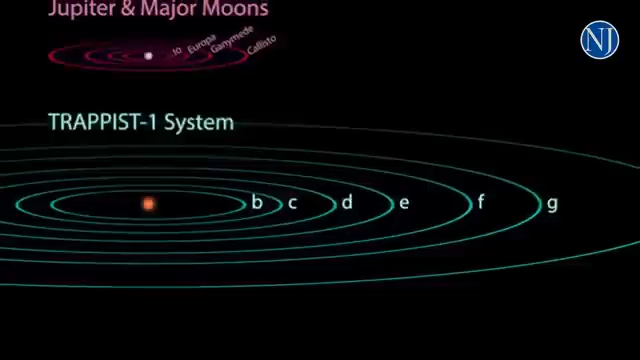 Jupiter & Major Moons
NJ
Io Europa Ganymede Callisto
TRAPPIST-1 System
b c d e f g